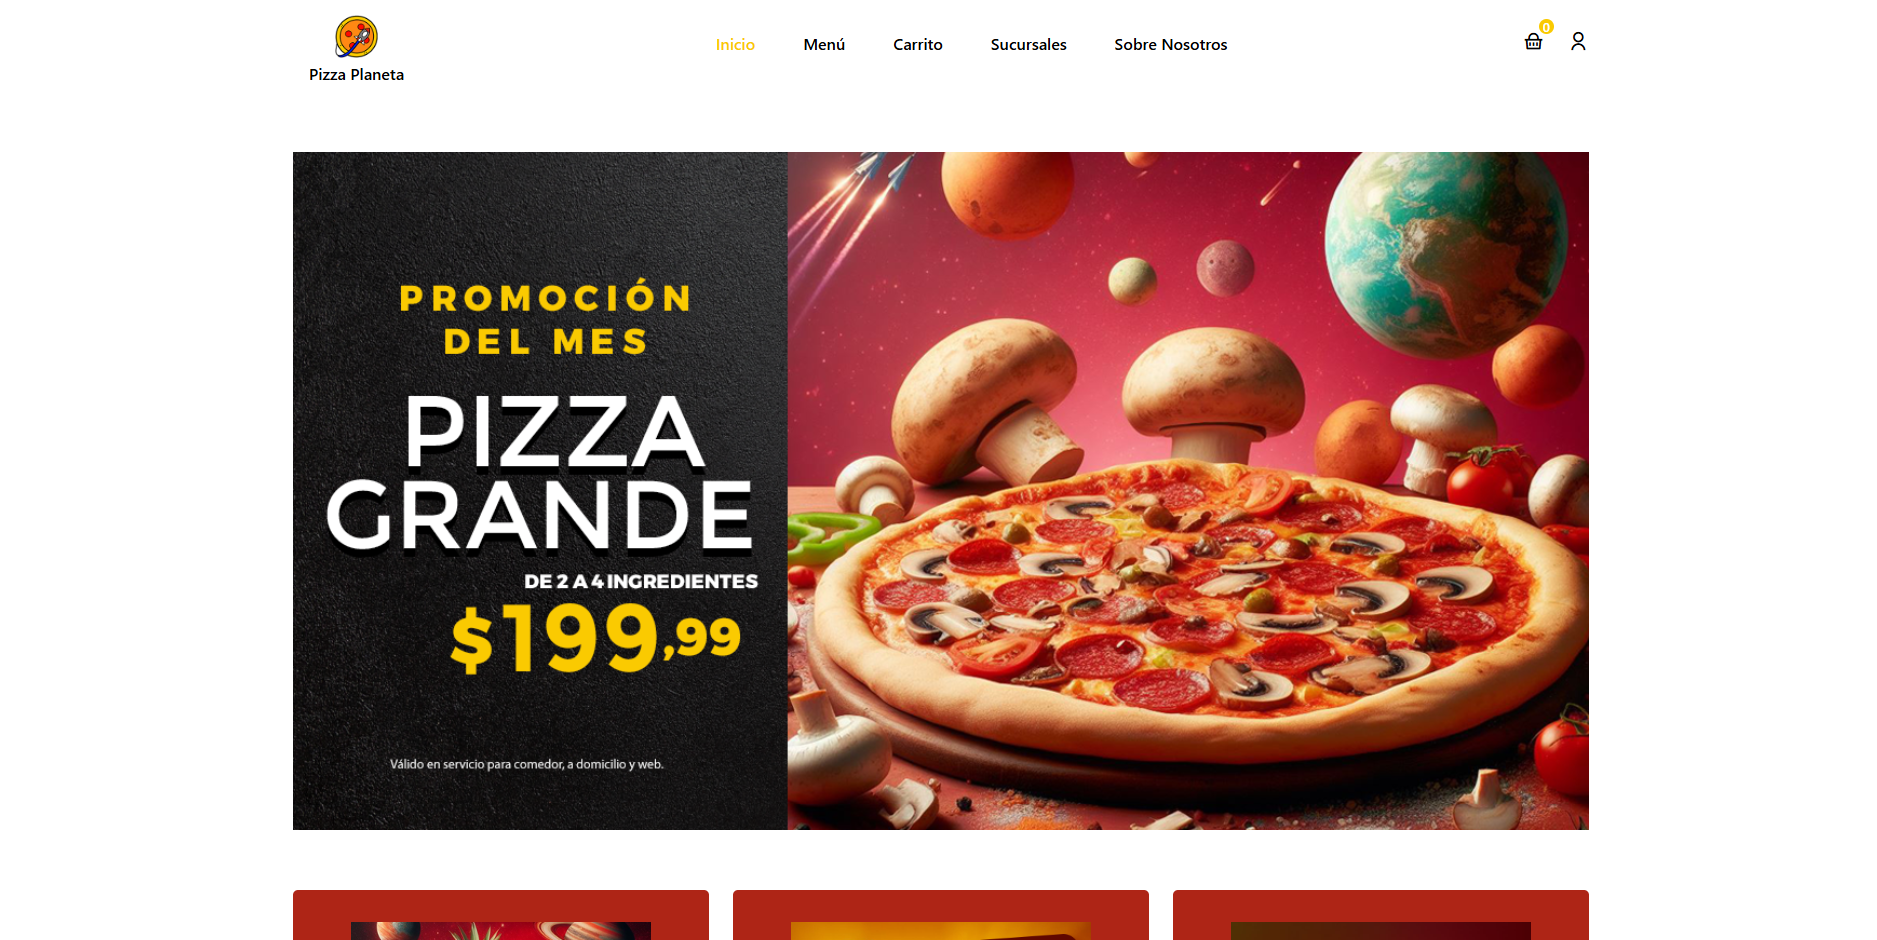 Pizza Planeta
Inicio
Menú
Carrito
Sucursales
Sobre Nosotros
0
PROMOCIÓN
DEL MES
PIZZA
GRANDE
DE 2 A 4 INGREDIENTES
$199,99
Válido en servicio para comedor, a domicilio y web.